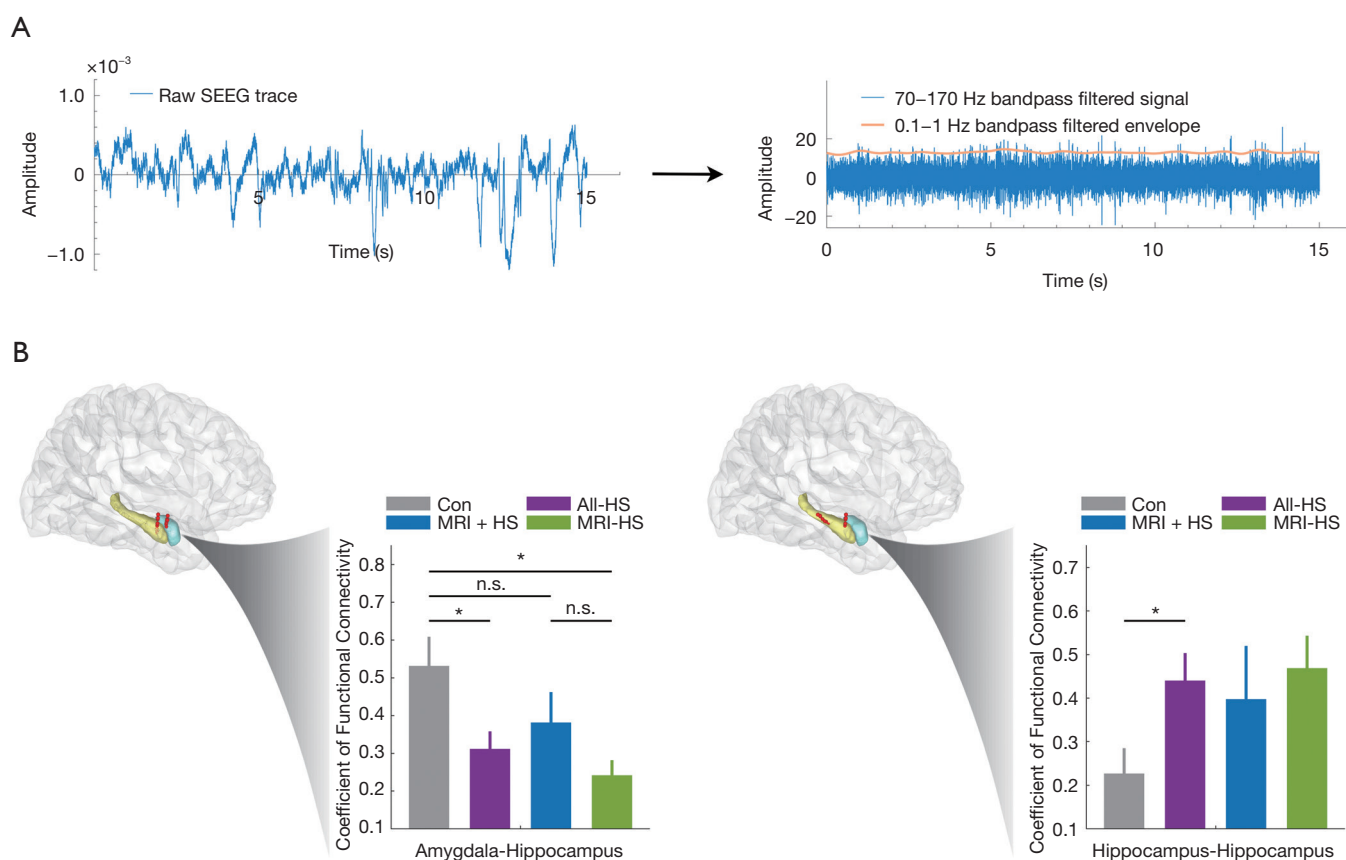 A
×10⁻³
1.0
0
−1.0
Amplitude
Raw SEEG trace
5
10
15
Time (s)
70–170 Hz bandpass filtered signal
0.1–1 Hz bandpass filtered envelope
20
0
−20
Amplitude
0
5
10
15
Time (s)
B
Con
All-HS
MRI + HS
MRI-HS
Coefficient of Functional Connectivity
0.8
0.7
0.6
0.5
0.4
0.3
0.2
0.1
*
n.s.
n.s.
*
Amygdala-Hippocampus
Con
All-HS
MRI + HS
MRI-HS
Coefficient of Functional Connectivity
0.7
0.6
0.5
0.4
0.3
0.2
0.1
*
Hippocampus-Hippocampus